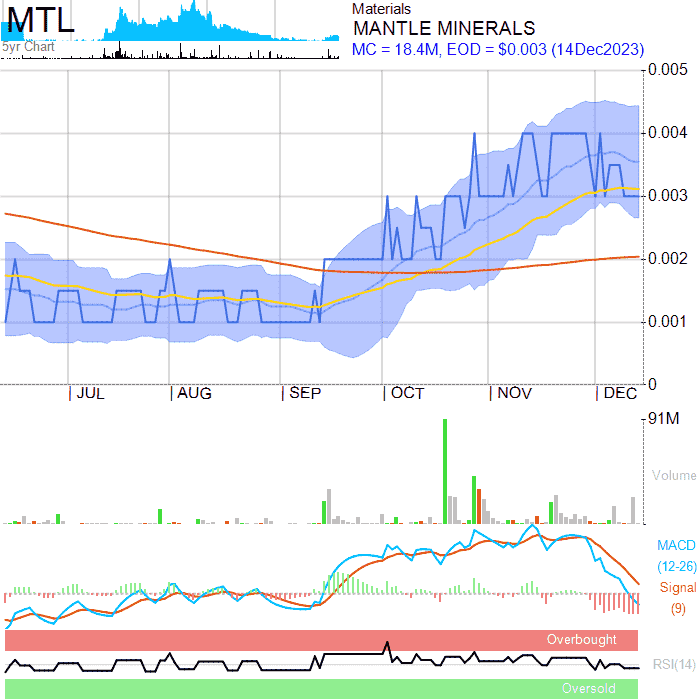 MTL
5yr Chart
Materials
MANTLE MINERALS
MC = 18.4M, EOD = $0.003 (14Dec2023)
0.005
0.004
0.003
0.002
0.001
0
JUL
AUG
SEP
OCT
NOV
DEC
91M
Volume
MACD
(12-26)
Signal
(9)
Overbought
RSI(14)
Oversold